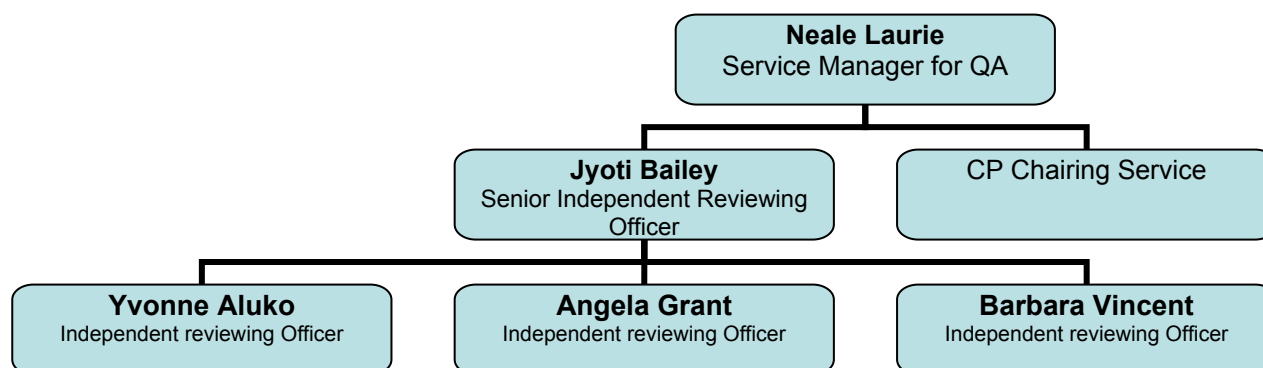 Neale Laurie
Service Manager for QA
Jyoti Bailey
Senior Independent Reviewing
Officer
CP Chairing Service
Yvonne Aluko
Independent reviewing Officer
Angela Grant
Independent reviewing Officer
Barbara Vincent
Independent reviewing Officer